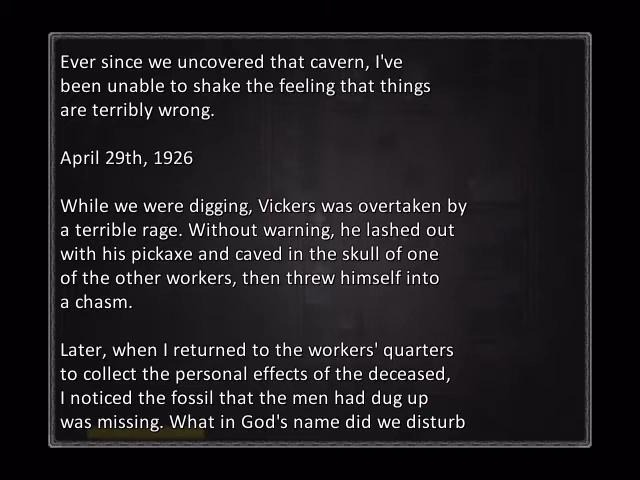 Ever since we uncovered that cavern, I've
been unable to shake the feeling that things
are terribly wrong.
April 29th, 1926
While we were digging, Vickers was overtaken by
a terrible rage. Without warning, he lashed out
with his pickaxe and caved in the skull of one
of the other workers, then threw himself into
a chasm.
Later, when I returned to the workers' quarters
to collect the personal effects of the deceased,
I noticed the fossil that the men had dug up
was missing. What in God's name did we disturb